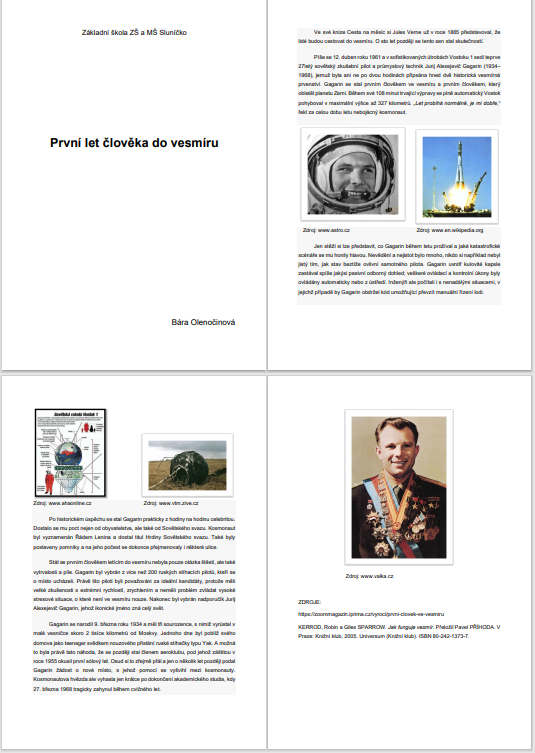 Základní škola ZŠ a MŠ Sluníčko
První let člověka do vesmíru
Bára Olenočinová
Ve své knize Cesta na měsíc si Jules Verne už v roce 1865 představoval, že
lidé budou cestovat do vesmíru. O sto let později se tento sen stal skutečností.
Píše se 12. duben roku 1961 a v sofistikovaných útrobách Vostoku 1 sedí teprve
27letý sovětský zkušební pilot a průmyslový technik Jurij Alexejevič Gagarin (1934–
1968), jemuž byla ani ne po dvou hodinách připsána hned dvě historická vesmírná
prvenství. Gagarin se stal prvním člověkem ve vesmíru a prvním člověkem, který
obletěl planetu Zemi. Během své 108 minut trvající výpravy se plně automatický Vostok
pohyboval v maximální výšce až 327 kilometrů. „Let probíhá normálně, je mi dobře,“
řekl za celou dobu letu nebojácný kosmonaut.
Zdroj: www.astro.cz
Zdroj: www.en.wikipedia.org
Jen stěží si lze představit, co Gagarin během letu prožíval a jaké katastrofické
scénáře se mu honily hlavou. Nevědění a nejistot bylo mnoho, nikdo si například nebyl
jistý tím, jak stav beztíže ovlivní samotného pilota. Gagarin uvnitř kulovité kapsle
zastával spíše jakýsi pasivní odborný dohled; veškeré ovládací a kontrolní úkony byly
ovládány automaticky nebo z ústředí. Inženýři ale počítali i s nenadálými situacemi, v
jejichž případě by Gagarin obdržel kód umožňující převzít manuální řízení lodi.
Sovětská raketa Vostok 1
Zdroj: www.ahaonline.cz
Zdroj: www.vtm.zive.cz
Po historickém úspěchu se stal Gagarin prakticky z hodiny na hodinu celebritou.
Dostalo se mu poct nejen od obyvatelstva, ale také od Sovětského svazu. Kosmonaut
byl vyznamenán Řádem Lenina a dostal titul Hrdiny Sovětského svazu. Také byly
postaveny pomníky a na jeho počest se dokonce přejmenovaly i některé ulice.
Stát se prvním člověkem letícím do vesmíru nebyla pouze otázka štěstí, ale také
vytrvalosti a píle. Gagarin byl vybrán z více než 200 ruských stíhacích pilotů, kteří se o
místo ucházeli. Právě tito piloti byli považováni za ideální kandidáty, protože měli
velké zkušenosti s extrémní rychlostí, zrychlením a neměli problém zvládat vysoké
stresové situace, o které není ve vesmíru nouze. Nakonec byl vybrán nadporučík Jurij
Alexejevič Gagarin, jehož ikonické jméno zná celý svět.
Gagarin se narodil 9. března roku 1934 a měl tři sourozence, s nimiž vyrůstal v
malé vesničce skoro 2 tisíce kilometrů od Moskvy. Jednoho dne byl poblíž svého
domova jako teenager svědkem nouzového přistání ruské stíhačky typu Yak. A možná
to byla právě tato náhoda, že se později stal členem aeroklubu, pod jehož záštitou v
roce 1955 okusil první sólový let. Osud si to zřejmě přál a jen o několik let později podal
Gagarin žádost o nové místo, s jehož pomocí se vyšvihl mezi kosmonauty.
Kosmonautova hvězda ale vyhasla jen krátce po dokončení akademického studia, kdy
27. března 1968 tragicky zahynul během cvičného letu.
Zdroj: www.valka.cz
ZDROJE:
https://zoommagazin.iprima.cz/vyroci/prvni-clovek-ve-vesmiru
KERROD, Robin a Giles SPARROW. Jak funguje vesmír. Přeložil Pavel PŘÍHODA. V
Praze: Knižní klub, 2005. Universum (Knižní klub). ISBN 80-242-1373-7.